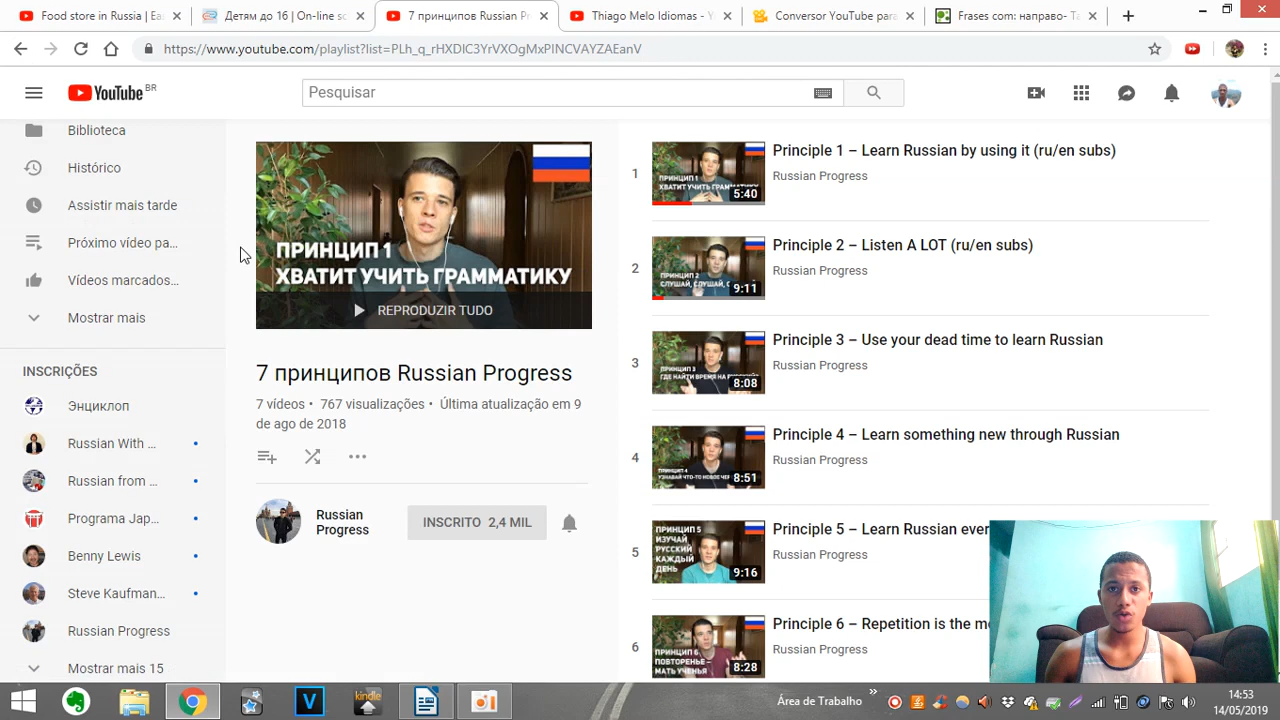 Food store in Russia | Ea
Детям до 16 | On-line s
7 принципов Russian Pr
Thiago Melo Idiomas - Y
Conversor YouTube para
Frases com: направо- Ta
https://www.youtube.com/playlist?list=PLh_q_rHXDIC3YrVXOgMxPINCVAYZAEanV
YouTube BR
Pesquisar
Biblioteca
Histórico
Assistir mais tarde
Próximo vídeo pa...
Vídeos marcados...
Mostrar mais
INSCRIÇÕES
Энциклоп
Russian With ...
Russian from ...
Programa Jap...
Benny Lewis
Steve Kaufman...
Russian Progress
Mostrar mais 15
ПРИНЦИП 1
ХВАТИТ УЧИТЬ ГРАММАТИКУ
REPRODUZIR TUDO
7 принципов Russian Progress
7 vídeos • 767 visualizações • Última atualização em 9
de ago de 2018
Russian
Progress
INSCRITO 2,4 MIL
1
ПРИНЦИП 1
ХВАТИТ УЧИТЬ ГРАММАТИКУ
5:40
Principle 1 – Learn Russian by using it (ru/en subs)
Russian Progress
2
ПРИНЦИП 2
СЛУШАЙ, СЛУШАЙ, С
9:11
Principle 2 – Listen A LOT (ru/en subs)
Russian Progress
3
ПРИНЦИП 3
ГДЕ НАЙТИ ВРЕМЯ НА РУССКИЙ?
8:08
Principle 3 – Use your dead time to learn Russian
Russian Progress
4
ПРИНЦИП 4
УЗНАВАЙ ЧТО-ТО НОВОЕ ЧЕР
8:51
Principle 4 – Learn something new through Russian
Russian Progress
5
ПРИНЦИП 5
ИЗУЧАЙ
РУССКИЙ
КАЖДЫЙ
ДЕНЬ
9:16
Principle 5 – Learn Russian ever
Russian Progress
6
ПРИНЦИП 6
ПОВТОРЕНЬЕ –
МАТЬ УЧЕНЬЯ
8:28
Principle 6 – Repetition is the mo
Russian Progress
kindle
Área de Trabalho
14:53
14/05/2019